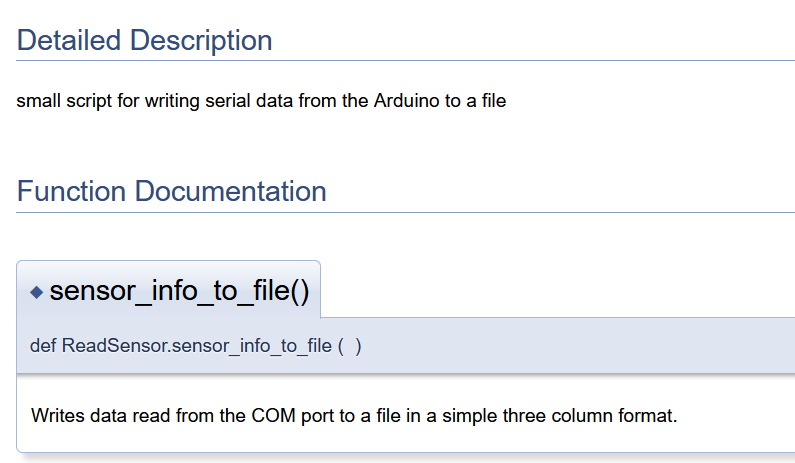 Detailed Description
small script for writing serial data from the Arduino to a file
Function Documentation
◆ sensor_info_to_file()
def ReadSensor.sensor_info_to_file ( )
Writes data read from the COM port to a file in a simple three column format.